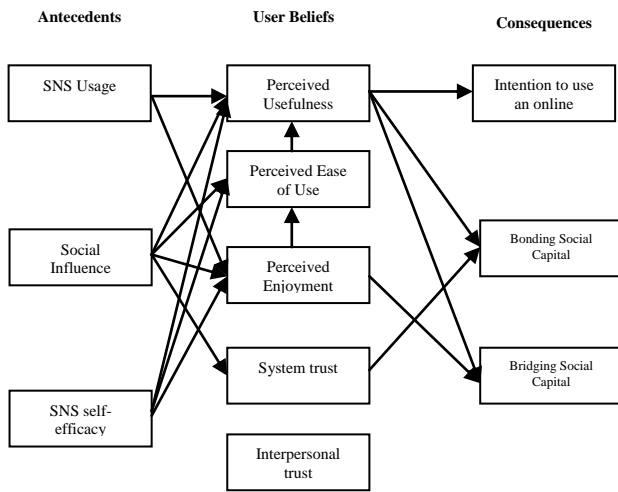 Antecedents
User Beliefs
Consequences
SNS Usage
Perceived
Usefulness
Intention to use
an online
Perceived Ease
of Use
Social
Influence
Perceived
Enjoyment
Bonding Social
Capital
System trust
Bridging Social
Capital
SNS self-
efficacy
Interpersonal
trust